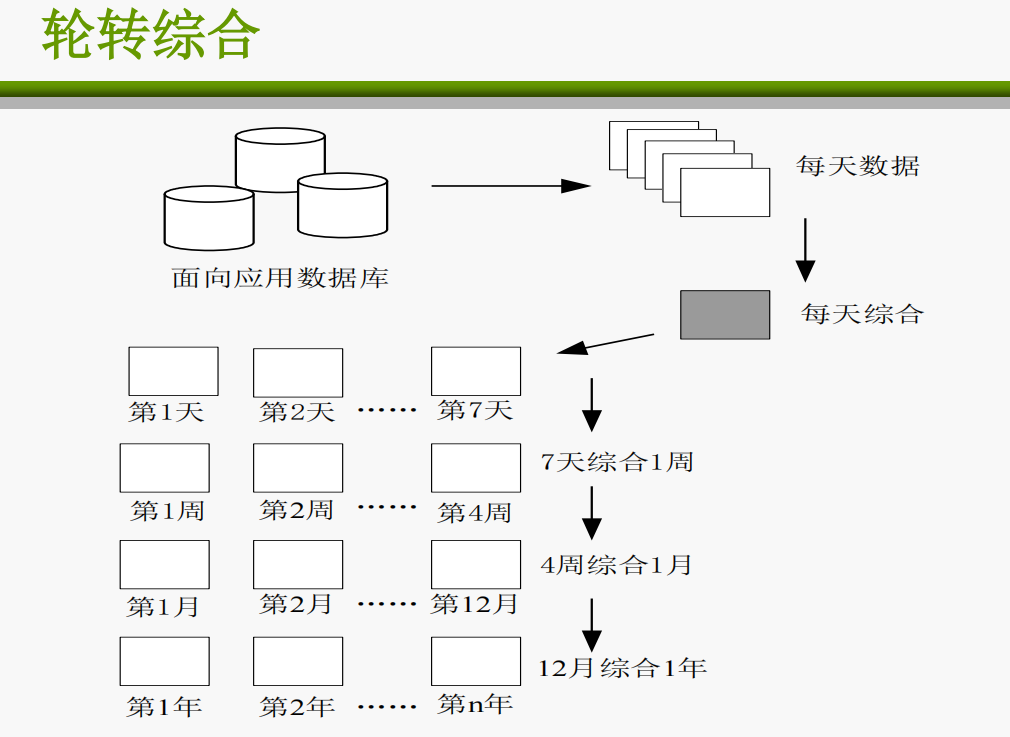 轮转综合
每天数据
面向应用数据库
每天综合
第1天 第2天 …… 第7天
7天综合1周
第1周 第2周 …… 第4周
4周综合1月
第1月 第2月 …… 第12月
12月综合1年
第1年 第2年 …… 第n年